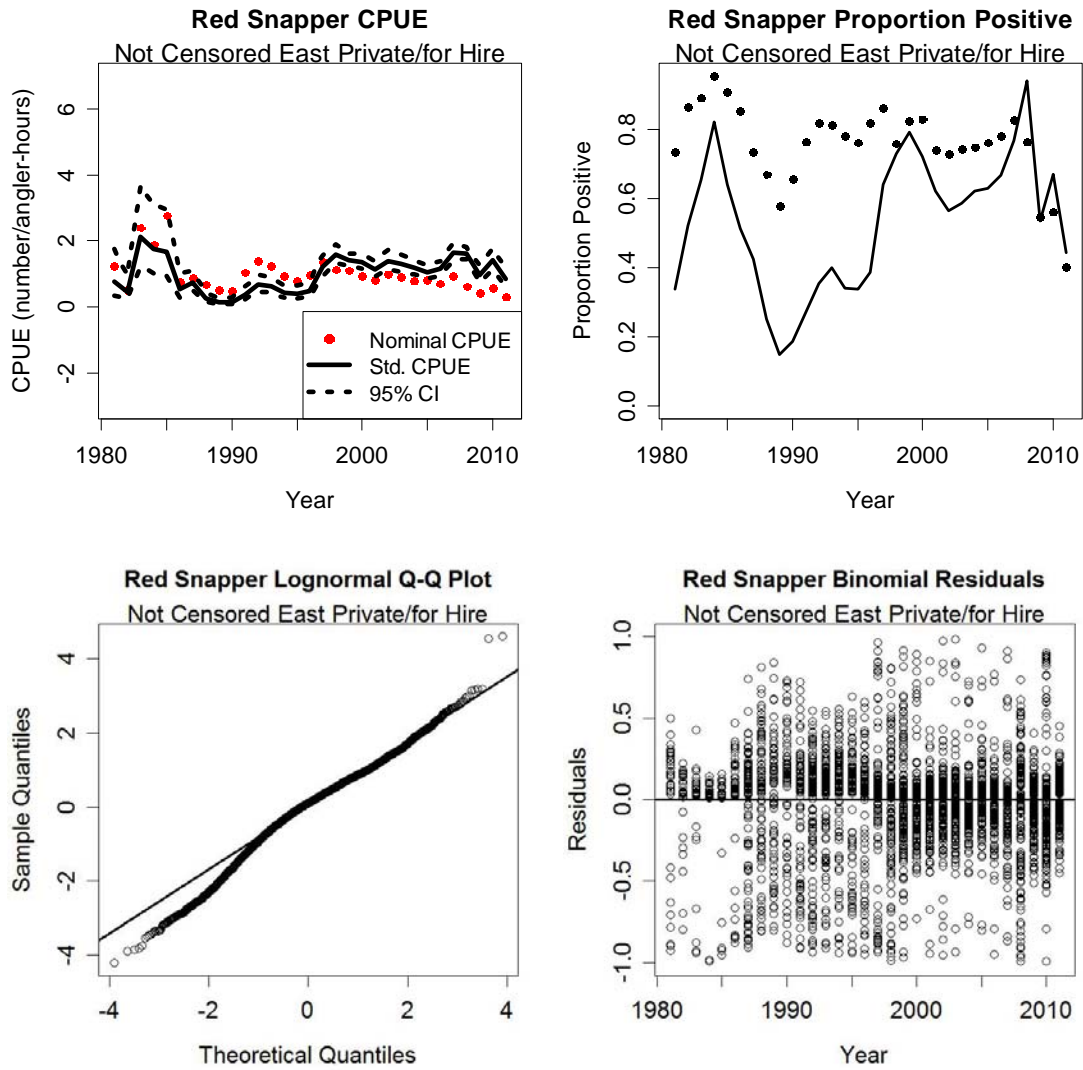 Red Snapper CPUE
Not Censored East Private/for Hire
CPUE (number/angler-hours)
6
4
2
0
-2
Nominal CPUE
Std. CPUE
95% CI
1980
1990
2000
2010
Year
Red Snapper Proportion Positive
Not Censored East Private/for Hire
Proportion Positive
0.8
0.6
0.4
0.2
0.0
1980
1990
2000
2010
Year
Red Snapper Lognormal Q-Q Plot
Not Censored East Private/for Hire
Sample Quantiles
4
2
0
-2
-4
-4
-2
0
2
4
Theoretical Quantiles
Red Snapper Binomial Residuals
Not Censored East Private/for Hire
Residuals
1.0
0.5
0.0
-0.5
-1.0
1980
1990
2000
2010
Year